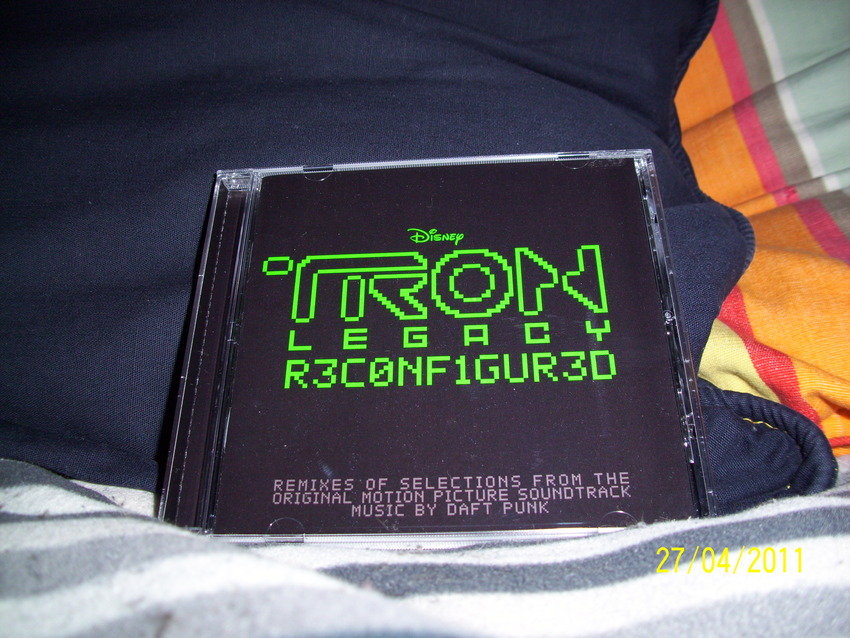 Disney
TRON
LEGACY
R3C0NF1GUR3D
REMIXES OF SELECTIONS FROM THE
ORIGINAL MOTION PICTURE SOUNDTRACK
MUSIC BY DAFT PUNK
27/04/2011